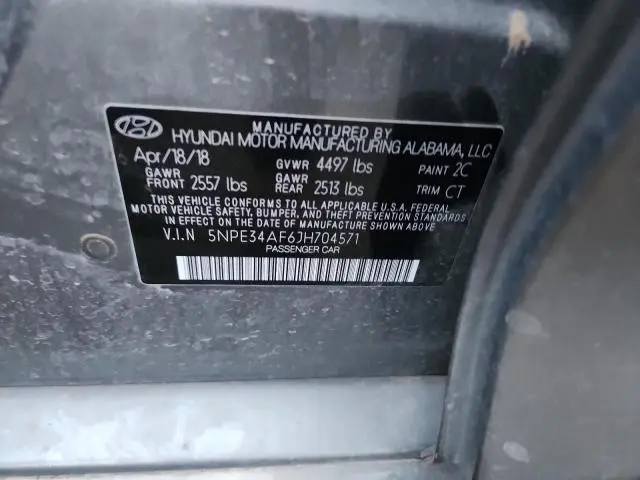 MANUFACTURED BY
HYUNDAI MOTOR MANUFACTURING ALABAMA, LLC
Apr/18/18 GVWR 4497 lbs PAINT 2C
GAWR FRONT 2557 lbs GAWR REAR 2513 lbs TRIM CT
THIS VEHICLE CONFORMS TO ALL APPLICABLE U.S.A. FEDERAL
MOTOR VEHICLE SAFETY, BUMPER, AND THEFT PREVENTION
STANDARDS IN EFFECT ON THE DATE OF MANUFACTURE SHOWN ABOVE.
V.I.N 5NPE34AF6JH704571
PASSENGER CAR